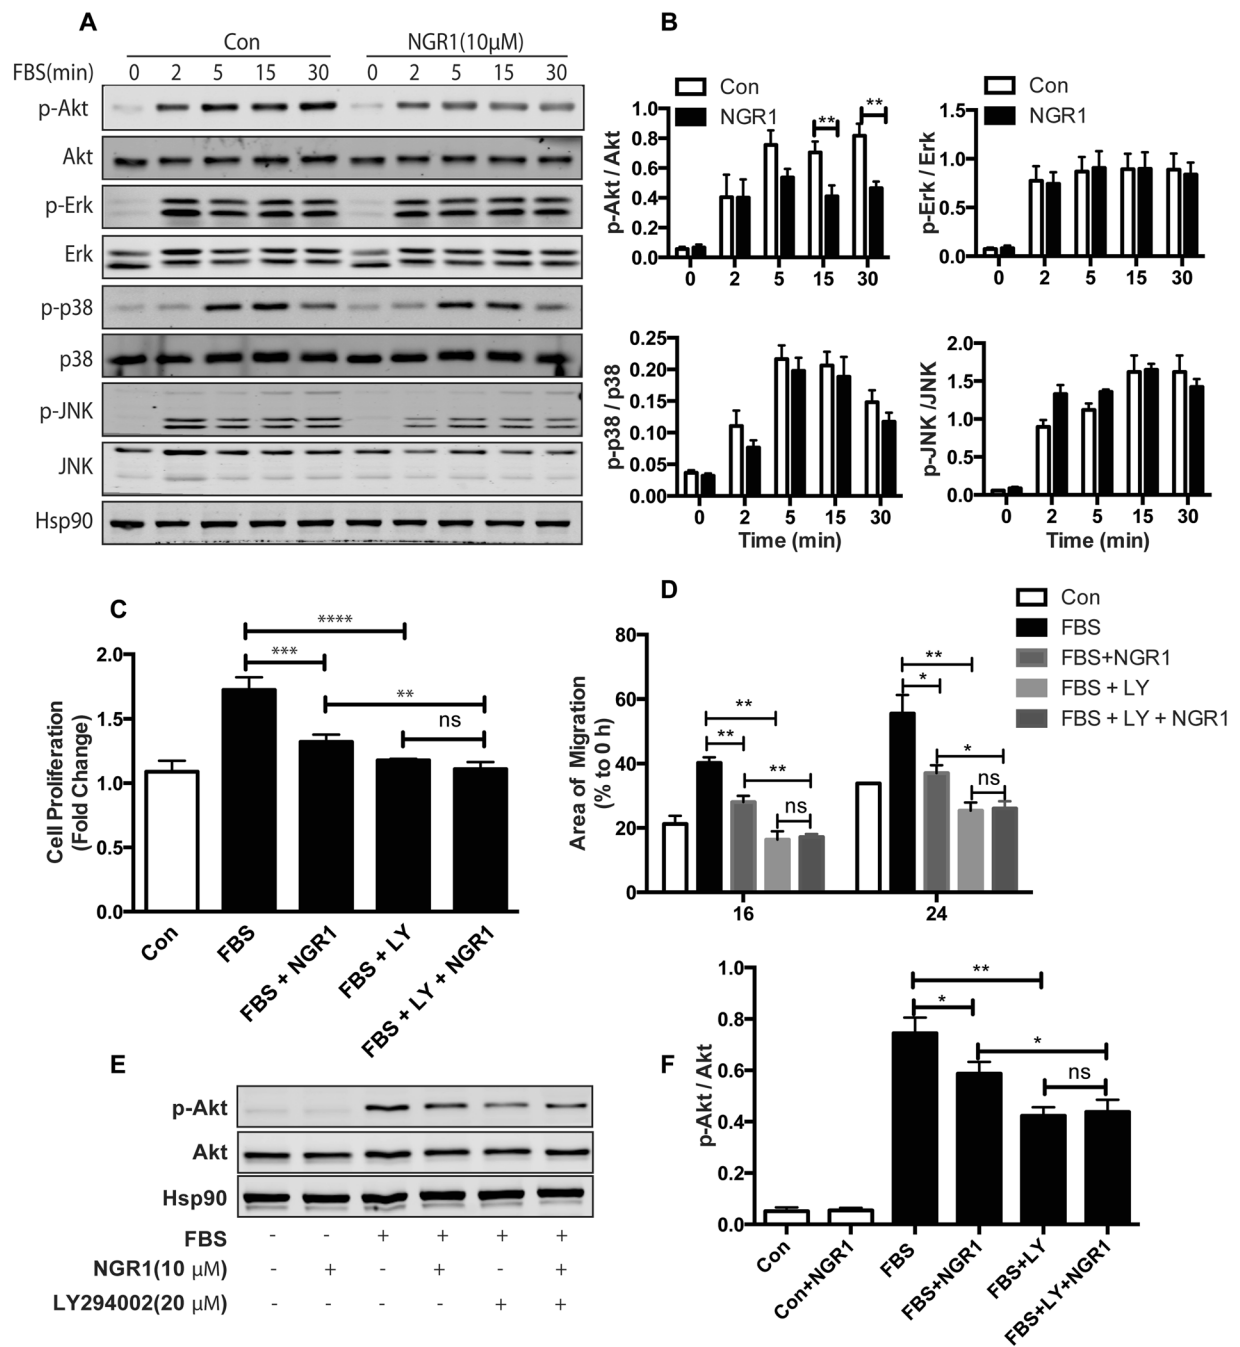 A
Con NGR1(10μM)
FBS(min) 0 2 5 15 30 0 2 5 15 30
p-Akt
Akt
p-Erk
Erk
p-p38
p38
p-JNK
JNK
Hsp90
B
Con
NGR1
p-Akt / Akt
1.0
0.8
0.6
0.4
0.2
0.0
** **
0 2 5 15 30
Con
NGR1
p-Erk / Erk
1.5
1.0
0.5
0.0
0 2 5 15 30
p-p38 / p38
0.25
0.20
0.15
0.10
0.05
0.00
0 2 5 15 30
Time (min)
p-JNK /JNK
2.0
1.5
1.0
0.5
0.0
0 2 5 15 30
Time (min)
C
Cell Proliferation
(Fold Change)
2.0
1.5
1.0
0.5
0.0
****
***
**
ns
Con
FBS
FBS + NGR1
FBS + LY
FBS + LY + NGR1
D
Con
FBS
FBS+NGR1
FBS + LY
FBS + LY + NGR1
Area of Migration
(% to 0 h)
80
60
40
20
0
**
**
**
ns
**
*
*
ns
16 24
E
p-Akt
Akt
Hsp90
FBS - - + + + +
NGR1(10 μM) - + - + - +
LY294002(20 μM) - - - - + +
F
p-Akt / Akt
1.0
0.8
0.6
0.4
0.2
0.0
**
*
*
ns
Con
Con+NGR1
FBS
FBS+NGR1
FBS+LY
FBS+LY+NGR1